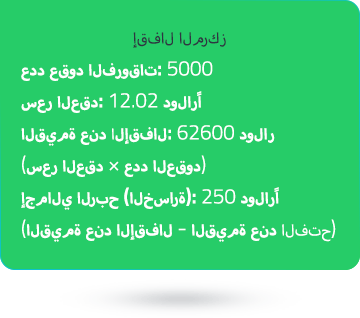 إقفال المركز
عدد عقود الفروقات: 5000
سعر العقد: 12.02 دولاراً
القيمة عند الإقفال: 62600 دولار
(سعر العقد × عدد العقود)
إجمالي الربح (الخسارة): 250 دولاراً
(القيمة عند الإقفال - القيمة عند الفتح)